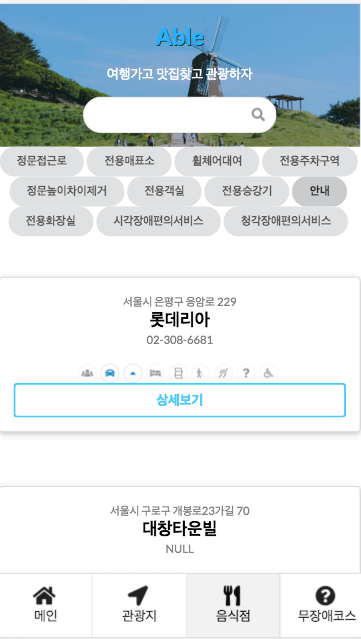 Able
여행가고 맛집찾고 관광하자
정문접근로 전용매표소 휠체어대여 전용주차구역
정문높이차이제거 전용객실 전용승강기 안내
전용화장실 시각장애편의서비스 청각장애편의서비스
서울시 은평구 응암로 229
롯데리아
02-308-6681
상세보기
서울시 구로구 개봉로23가길 70
대창타운빌
NULL
메인 관광지 음식점 무장애코스